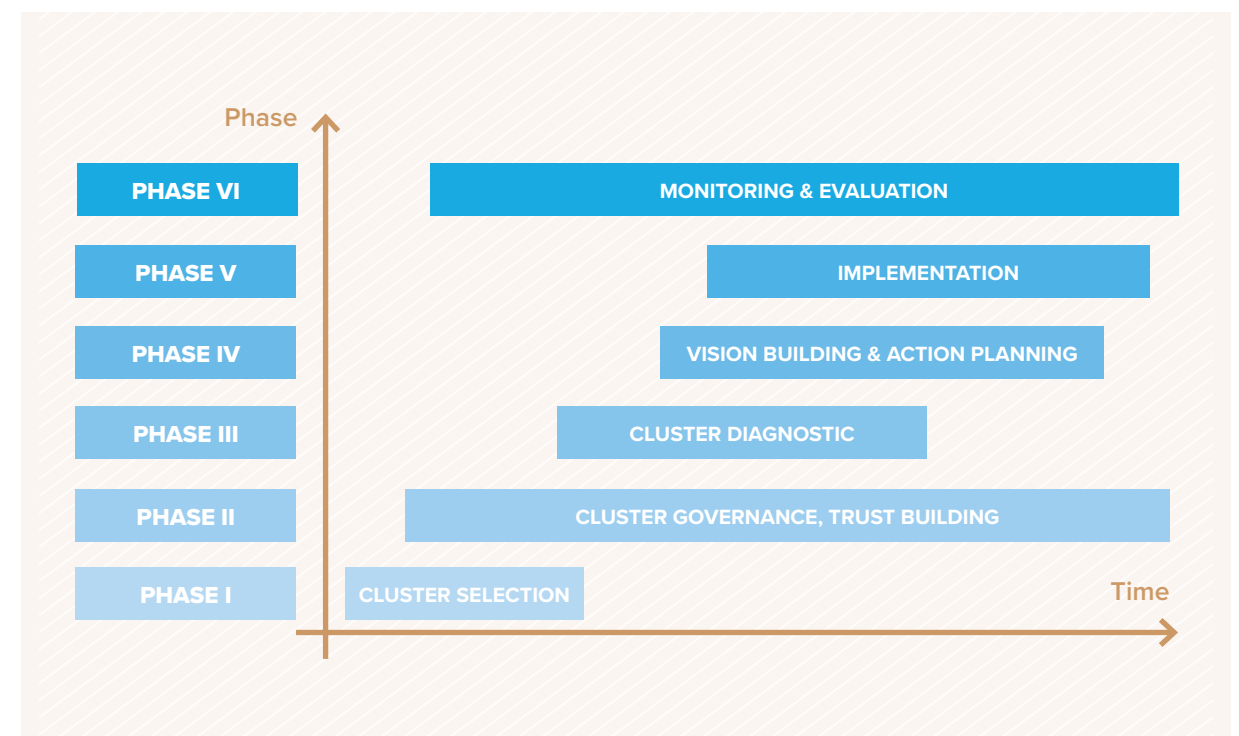 Phase
PHASE VI
MONITORING & EVALUATION
PHASE V
IMPLEMENTATION
PHASE IV
VISION BUILDING & ACTION PLANNING
PHASE III
CLUSTER DIAGNOSTIC
PHASE II
CLUSTER GOVERNANCE, TRUST BUILDING
PHASE I
CLUSTER SELECTION
Time